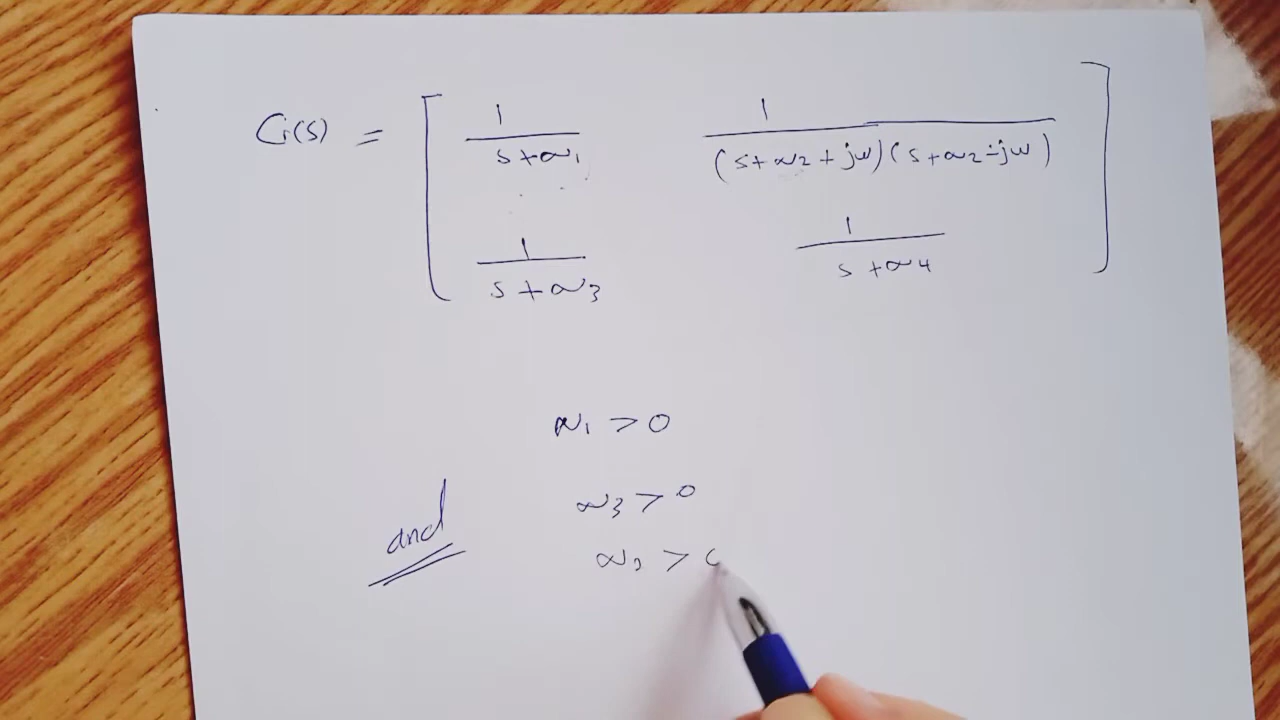 G(s) = [ 1/(s+α1) 1/((s+α2+jω)(s+α2-jω))
1/(s+α3) 1/(s+α4) ]
α1 > 0
α3 > 0
and
α2 >